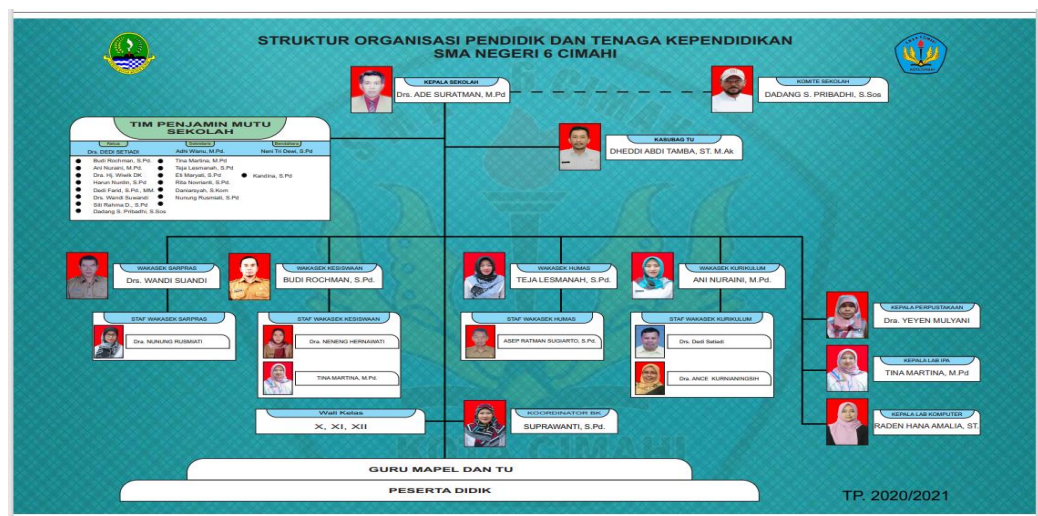 STRUKTUR ORGANISASI PENDIDIK DAN TENAGA KEPENDIDIKAN
SMA NEGERI 6 CIMAHI
KEPALA SEKOLAH
Drs. ADE SURATMAN, M.Pd
KOMITE SEKOLAH
DADANG S. PRIBADHI, S.Sos
TIM PENJAMIN MUTU
SEKOLAH
Ketua
Drs. DEDI SETIADI
Sekretaris
Adhi Wanu, M.Pd.
Bendahara
Neni Tri Dewi, S.Pd
Budi Rochman, S.Pd.
Ani Nuraini, M.Pd.
Dra. Hj. Wiwik DK
Harun Nurdin, S.Pd
Dedi Farid, S.Pd., MM
Drs. Wandi Suwandi
Siti Rahma D., S.Pd
Dadang S. Pribadhi, S.Sos
Tina Martina, M.Pd
Teja Lesmanah, S.Pd
Eti Maryati, S.Pd
Rita Novrienti, S.Pd.
Daniansyah, S.Kom
Nunung Rusmiati, S.Pd
Kandina, S.Pd
KASUBAG TU
DHEDDI ABDI TAMBA, ST. M.Ak
WAKASEK SARPRAS
Drs. WANDI SUANDI
WAKASEK KESISWAAN
BUDI ROCHMAN, S.Pd.
WAKASEK HUMAS
TEJA LESMANAH, S.Pd.
WAKASEK KURIKULUM
ANI NURAINI, M.Pd.
STAF WAKASEK SARPRAS
Dra. NUNUNG RUSMIATI
STAF WAKASEK KESISWAAN
Dra. NENENG HERNAWATI
TINA MARTINA, M.Pd.
STAF WAKASEK HUMAS
ASEP RATMAN SUGIARTO, S.Pd.
STAF WAKASEK KURIKULUM
Drs. Dedi Setiadi
Dra. ANCE KURNIANINGSIH
KEPALA PERPUSTAKAAN
Dra. YEYEN MULYANI
KEPALA LAB IPA
TINA MARTINA, M.Pd
KEPALA LAB KOMPUTER
RADEN HANA AMALIA, ST.
Wali Kelas
X, XI, XII
KOORDINATOR BK
SUPRAWANTI, S.Pd.
KOTA CIMAHI
GURU MAPEL DAN TU
PESERTA DIDIK
TP. 2020/2021